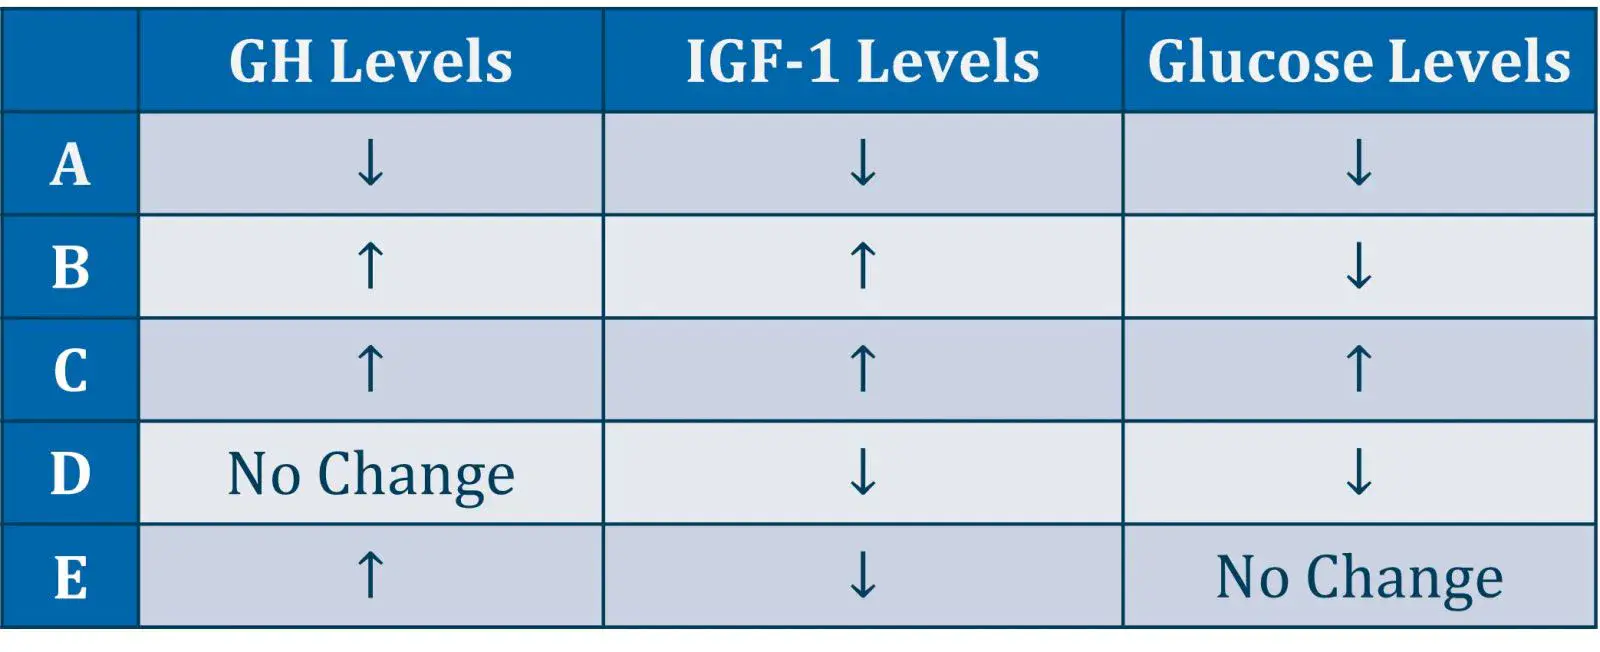 GH Levels IGF-1 Levels Glucose Levels
A ↓ ↓ ↓
B ↑ ↑ ↓
C ↑ ↑ ↑
D No Change ↓ ↓
E ↑ ↓ No Change